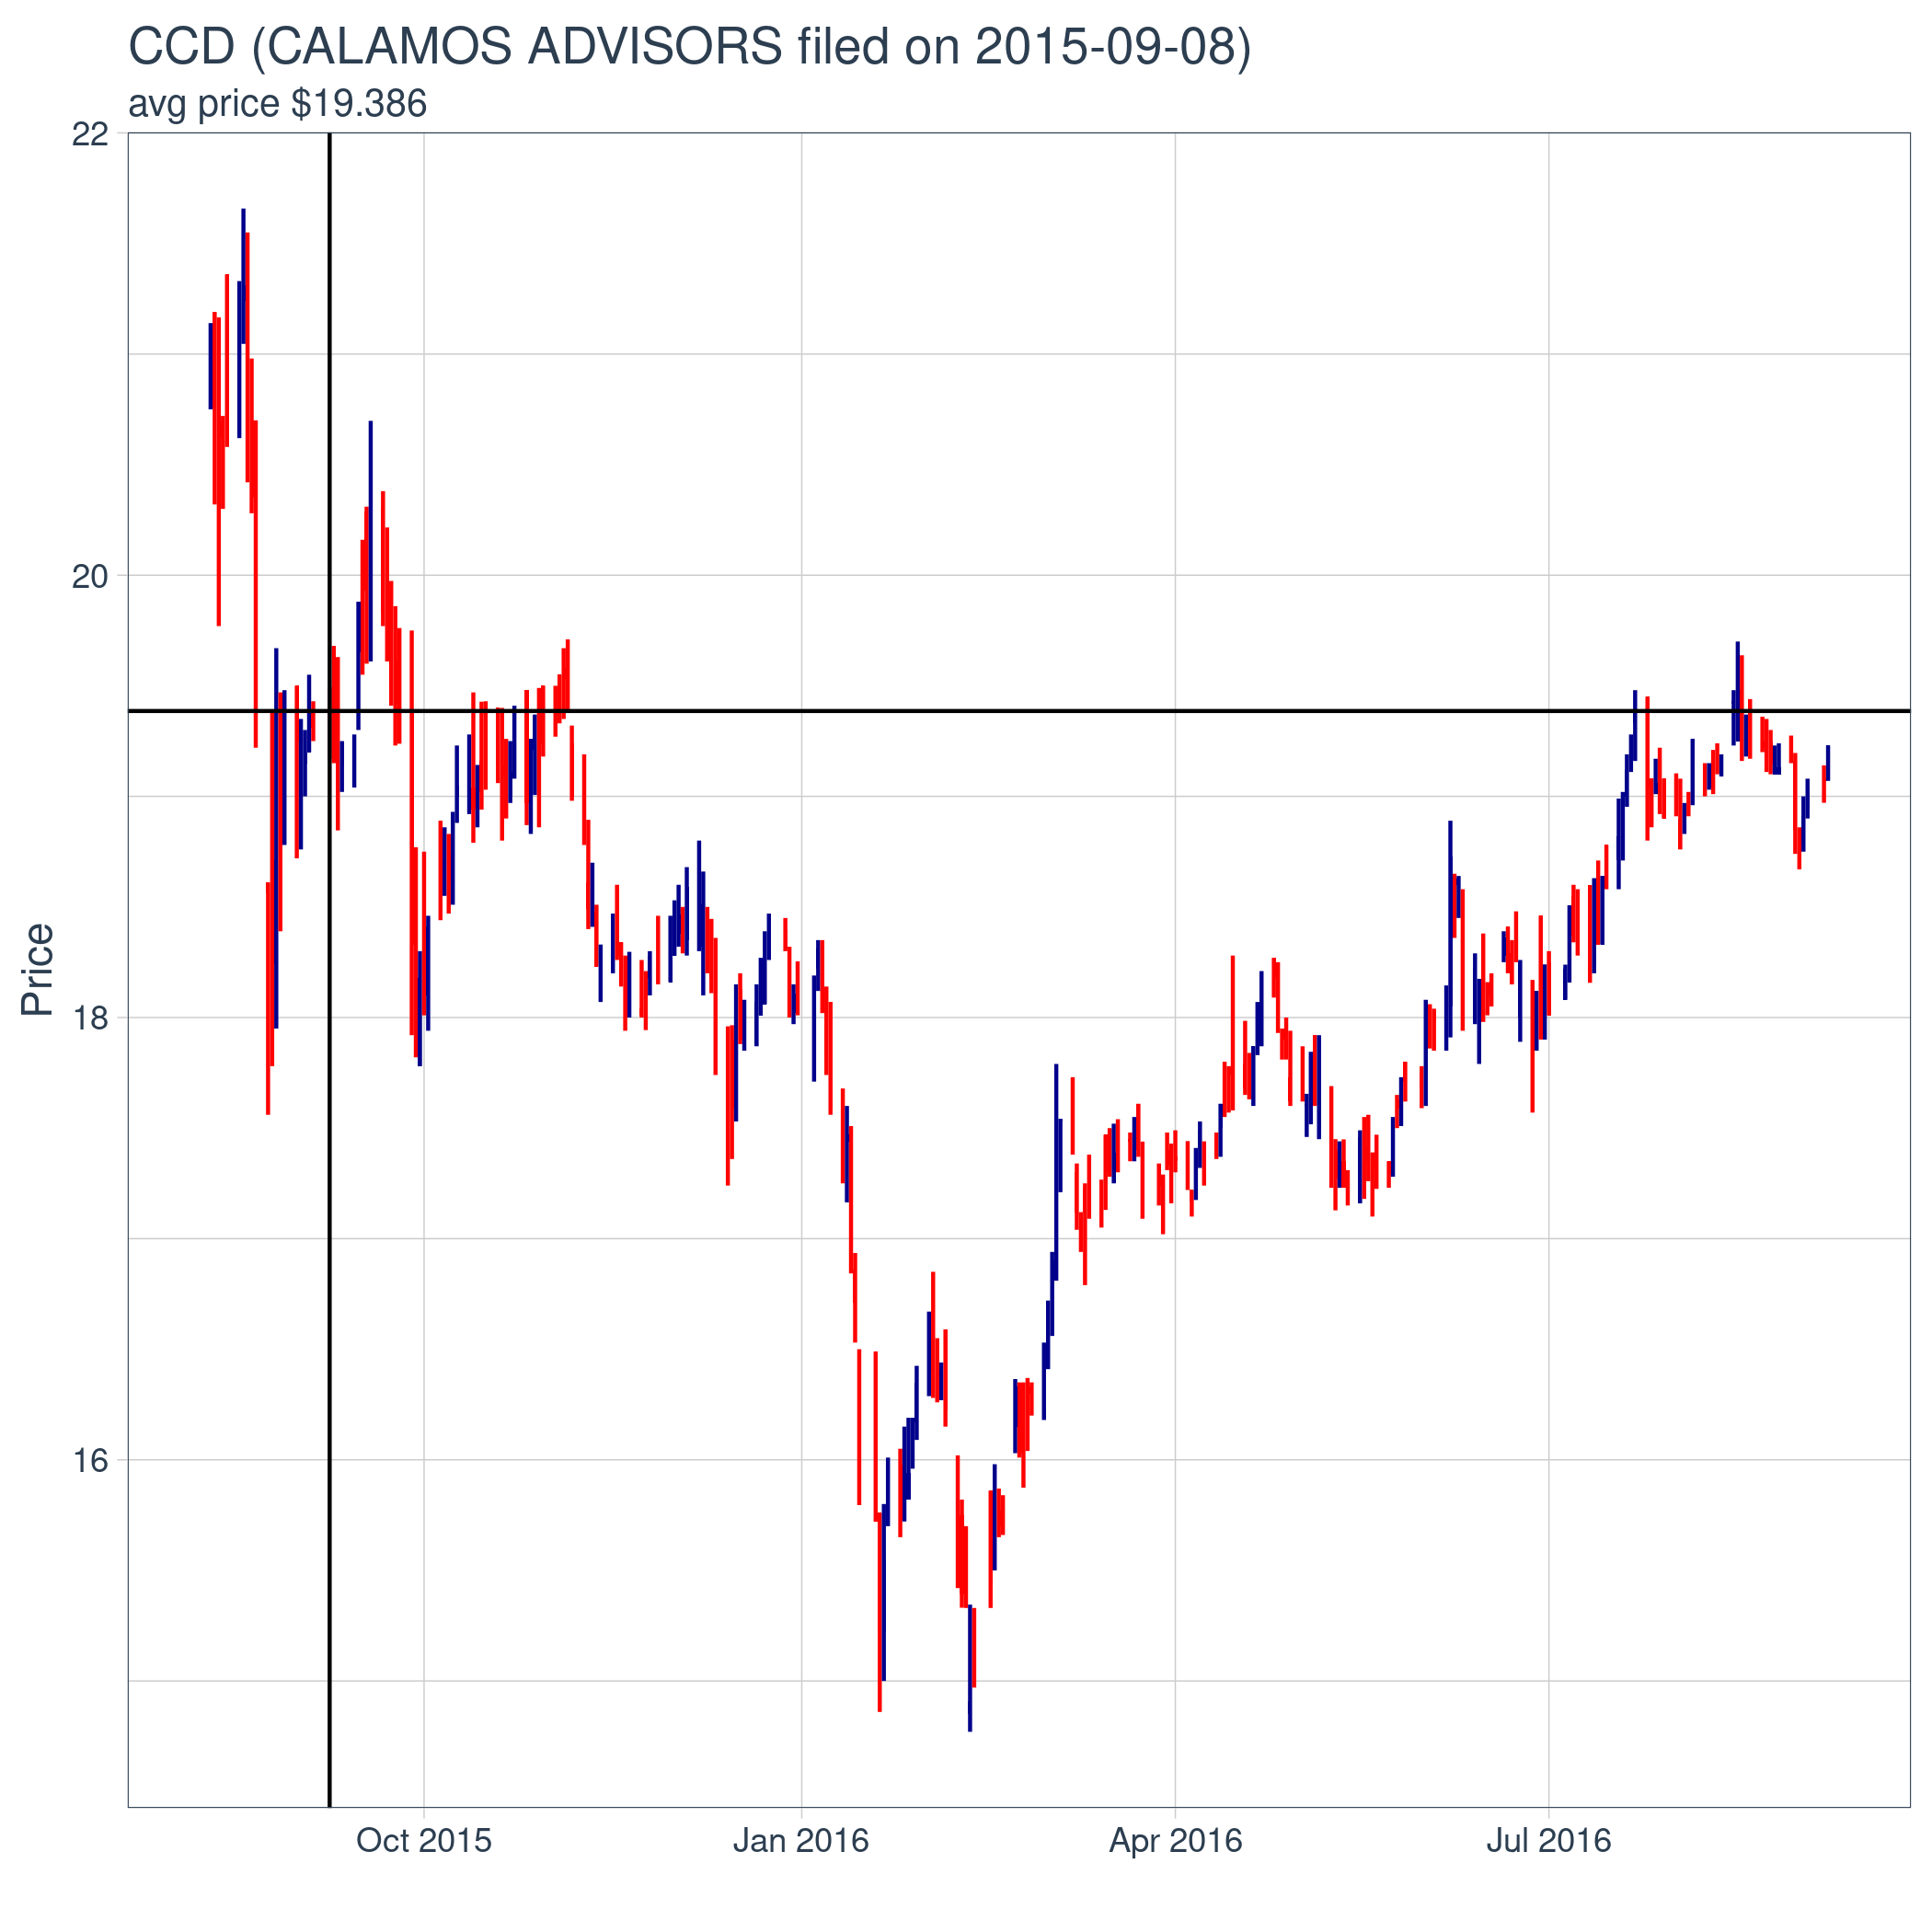 CCD (CALAMOS ADVISORS filed on 2015-09-08)
avg price $19.386
22
20
18
16
Price
Oct 2015
Jan 2016
Apr 2016
Jul 2016